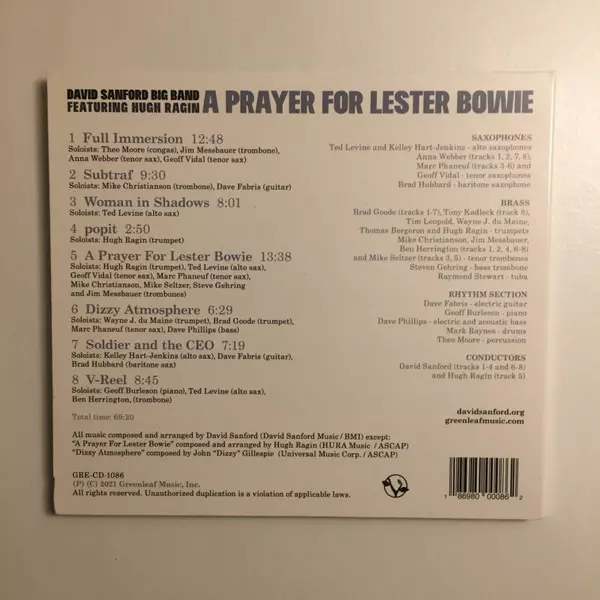 DAVID SANFORD BIG BAND
FEATURING HUGH RAGIN
A PRAYER FOR LESTER BOWIE
1 Full Immersion 12:48
Soloists: Theo Moore (congas), Jim Messbauer (trombone),
Anna Webber (tenor sax), Geoff Vidal (tenor sax)
2 Subtraf 9:30
Soloists: Mike Christianson (trombone), Dave Fabris (guitar)
3 Woman in Shadows 8:01
Soloists: Ted Levine (alto sax)
4 popit 2:50
Soloists: Hugh Ragin (trumpet)
5 A Prayer For Lester Bowie 13:38
Soloists: Hugh Ragin (trumpet), Ted Levine (alto sax),
Geoff Vidal (tenor sax), Marc Phaneuf (tenor sax),
Mike Christianson, Mike Seltzer, Steve Gehring
and Jim Messbauer (trombones)
6 Dizzy Atmosphere 6:29
Soloists: Wayne J. du Maine (trumpet), Brad Goode (trumpet),
Marc Phaneuf (tenor sax), Dave Phillips (bass)
7 Soldier and the CEO 7:19
Soloists: Kelley Hart-Jenkins (alto sax), Dave Fabris (guitar),
Brad Hubbard (baritone sax)
8 V-Reel 8:45
Soloists: Geoff Burleson (piano), Ted Levine (alto sax),
Ben Herrington, (trombone)
Total time: 69:20
SAXOPHONES
Ted Levine and Kelley Hart-Jenkins - alto saxophones
Anna Webber (tracks 1, 2, 7, 8),
Marc Phaneuf (tracks 3-6) and
Geoff Vidal - tenor saxophones
Brad Hubbard - baritone saxophone
BRASS
Brad Goode (tracks 1-7), Tony Kadleck (track 8),
Tim Leopold, Wayne J. du Maine,
Thomas Bergeron and Hugh Ragin - trumpets
Mike Christianson, Jim Messbauer,
Ben Herrington (tracks 1, 2, 4, 6-8)
and Mike Seltzer (tracks 3, 5) - tenor trombones
Steven Gehring - bass trombone
Raymond Stewart - tuba
RHYTHM SECTION
Dave Fabris - electric guitar
Geoff Burleson - piano
Dave Phillips - electric and acoustic bass
Mark Raynes - drums
Theo Moore - percussion
CONDUCTORS
David Sanford (tracks 1-4 and 6-8)
and Hugh Ragin (track 5)
davidsanford.org
greenleafmusic.com
All music composed and arranged by David Sanford (David Sanford Music / BMI) except:
"A Prayer For Lester Bowie" composed and arranged by Hugh Ragin (HURA Music / ASCAP)
"Dizzy Atmosphere" composed by John "Dizzy" Gillespie (Universal Music Corp. / ASCAP)
GRE-CD-1086
(P) (C) 2021 Greenleaf Music, Inc.
All rights reserved. Unauthorized duplication is a violation of applicable laws.
1 86980 00086 2